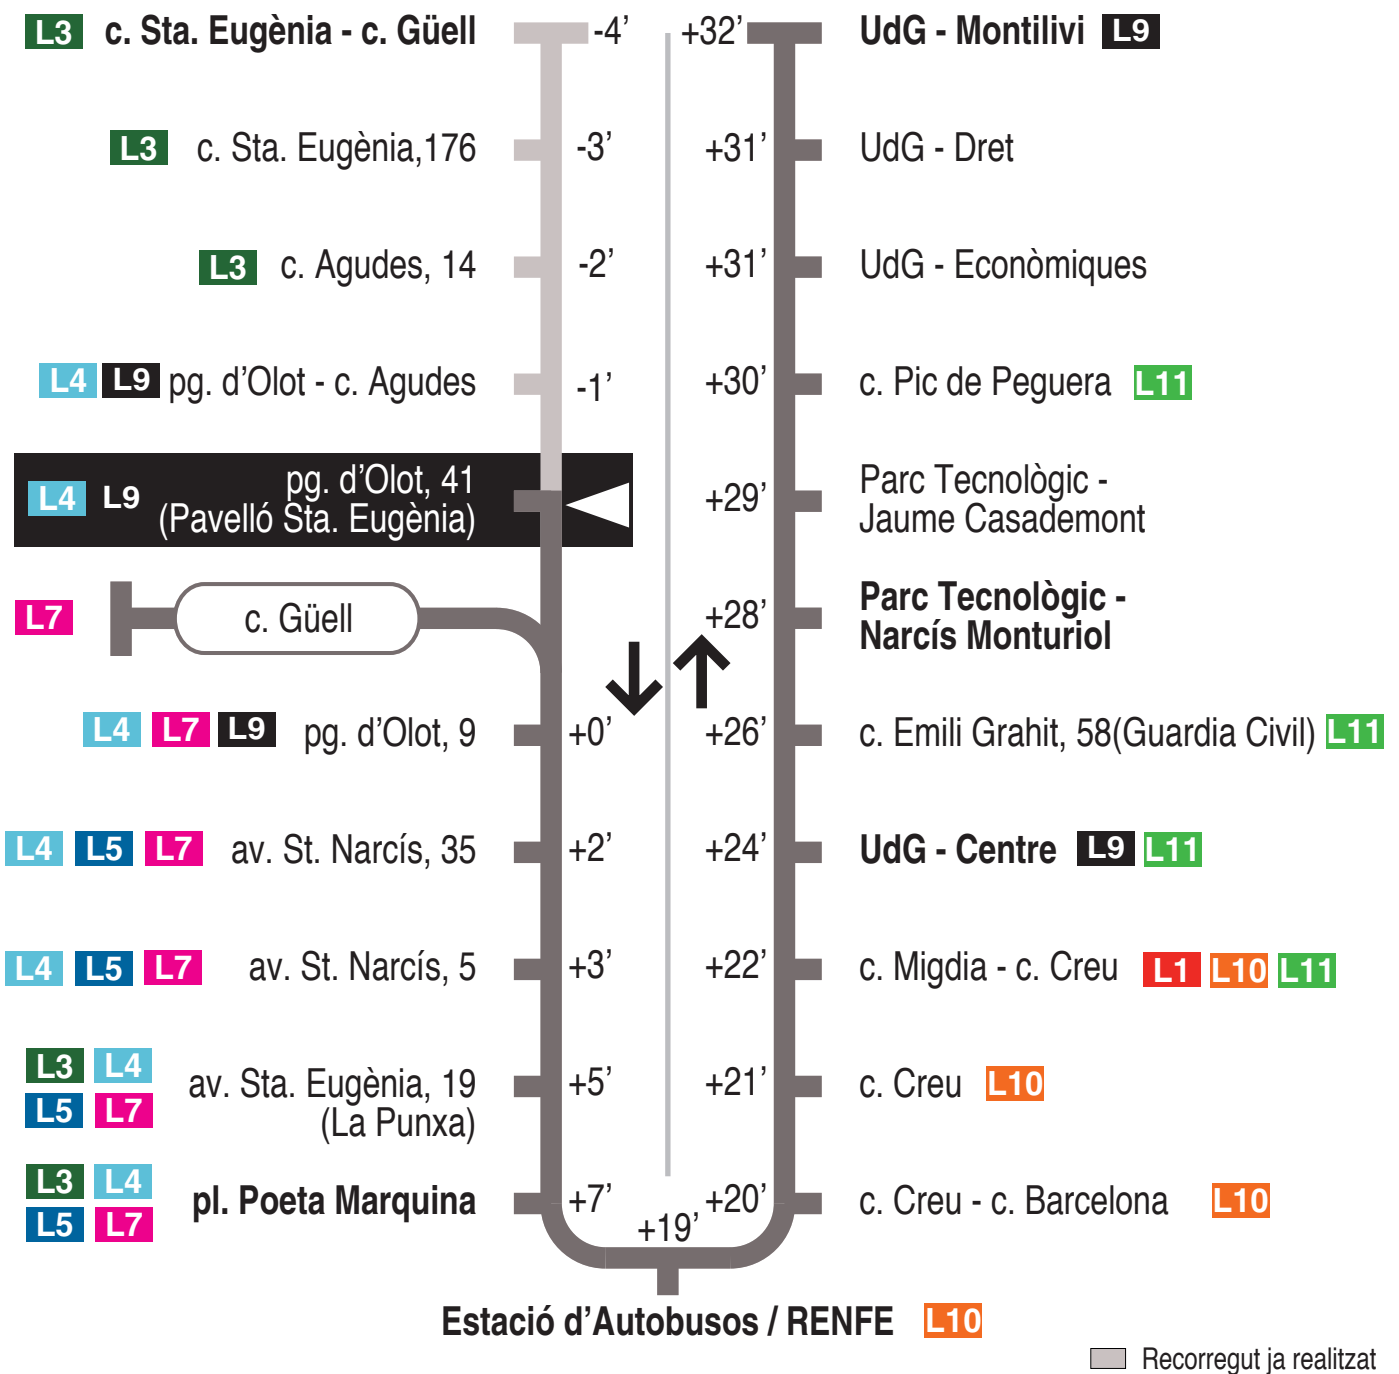 L3 c. Sta. Eugènia - c. Güell -4’
L3 c. Sta. Eugènia,176 -3’
L3 c. Agudes, 14 -2’
L4 L9 pg. d’Olot - c. Agudes -1’
L4 L9 pg. d’Olot, 41
(Pavelló Sta. Eugènia)
L7 c. Güell
L4 L7 L9 pg. d’Olot, 9 +0’
L4 L5 L7 av. St. Narcís, 35 +2’
L4 L5 L7 av. St. Narcís, 5 +3’
L3 L4
L5 L7
av. Sta. Eugènia, 19 +5’
(La Punxa)
L3 L4
L5 L7
pl. Poeta Marquina +7’
+19’
Estació d’Autobusos / RENFE L10
+20’ c. Creu - c. Barcelona L10
+21’ c. Creu L10
+22’ c. Migdia - c. Creu L1 L10 L11
+24’ UdG - Centre L9 L11
+26’ c. Emili Grahit, 58(Guardia Civil) L11
+28’ Parc Tecnològic -
Narcís Monturiol
+29’ Parc Tecnològic -
Jaume Casademont
+30’ c. Pic de Peguera L11
+31’ UdG - Econòmiques
+31’ UdG - Dret
+32’ UdG - Montilivi L9
Recorregut ja realitzat